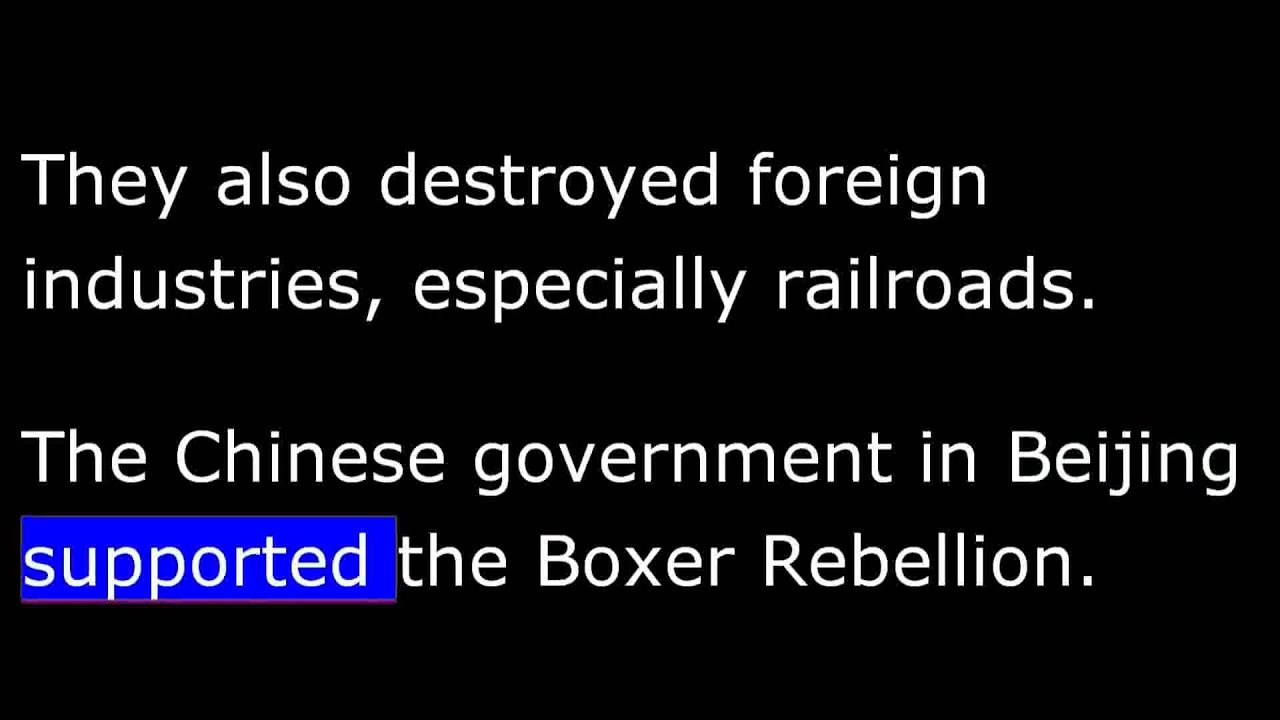 They also destroyed foreign
industries, especially railroads.
The Chinese government in Beijing
supported the Boxer Rebellion.